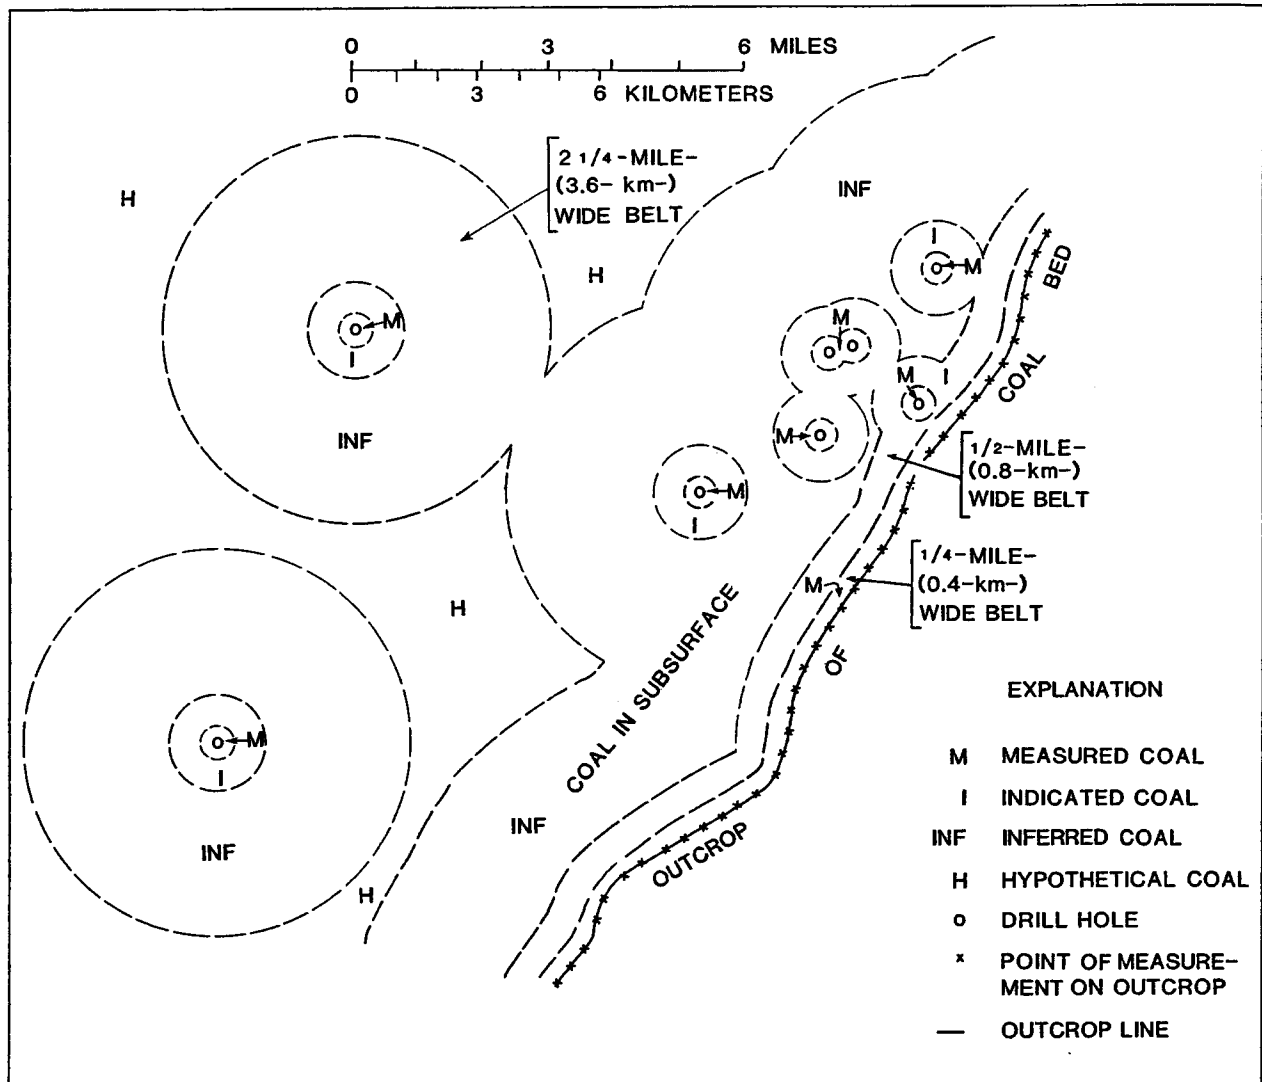 0 3 6 MILES
0 3 6 KILOMETERS
2 1/4-MILE-
(3.6- km-)
WIDE BELT
H
INF
H
I
M
BED
M
I
M
COAL
M
I
INF
M
1/2-MILE-
(0.8-km-)
WIDE BELT
M
I
1/4-MILE-
(0.4-km-)
WIDE BELT
M
H
COAL IN SUBSURFACE
OF
M
I
INF
INF
OUTCROP
H
EXPLANATION
M MEASURED COAL
I INDICATED COAL
INF INFERRED COAL
H HYPOTHETICAL COAL
o DRILL HOLE
x POINT OF MEASURE-
MENT ON OUTCROP
— OUTCROP LINE